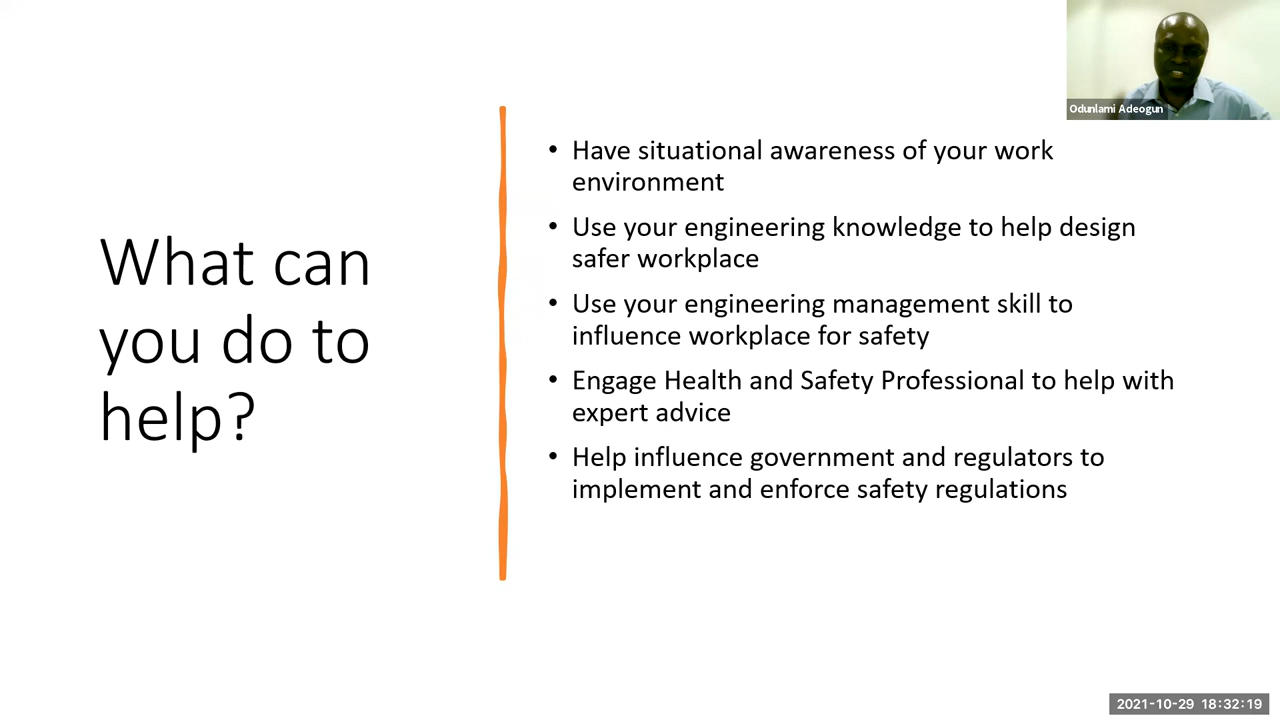 Odunlami Adeogun
What can
you do to
help?
• Have situational awareness of your work
environment
• Use your engineering knowledge to help design
safer workplace
• Use your engineering management skill to
influence workplace for safety
• Engage Health and Safety Professional to help with
expert advice
• Help influence government and regulators to
implement and enforce safety regulations
2021-10-29 18:32:19